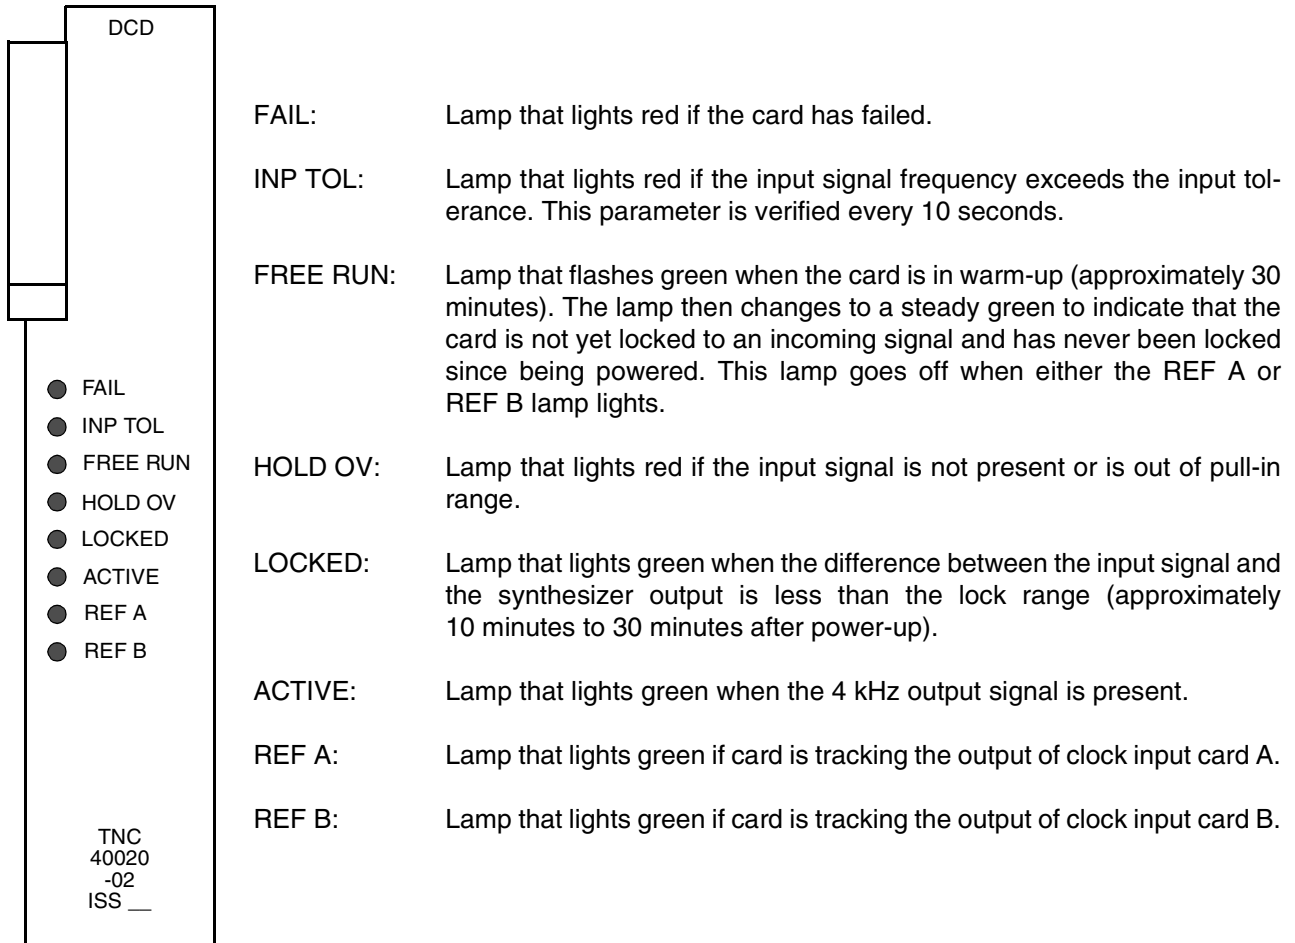 DCD
FAIL
INP TOL
FREE RUN
HOLD OV
LOCKED
ACTIVE
REF A
REF B
TNC
40020
-02
ISS __
FAIL: Lamp that lights red if the card has failed.
INP TOL: Lamp that lights red if the input signal frequency exceeds the input tol-
erance. This parameter is verified every 10 seconds.
FREE RUN: Lamp that flashes green when the card is in warm-up (approximately 30
minutes). The lamp then changes to a steady green to indicate that the
card is not yet locked to an incoming signal and has never been locked
since being powered. This lamp goes off when either the REF A or
REF B lamp lights.
HOLD OV: Lamp that lights red if the input signal is not present or is out of pull-in
range.
LOCKED: Lamp that lights green when the difference between the input signal and
the synthesizer output is less than the lock range (approximately
10 minutes to 30 minutes after power-up).
ACTIVE: Lamp that lights green when the 4 kHz output signal is present.
REF A: Lamp that lights green if card is tracking the output of clock input card A.
REF B: Lamp that lights green if card is tracking the output of clock input card B.